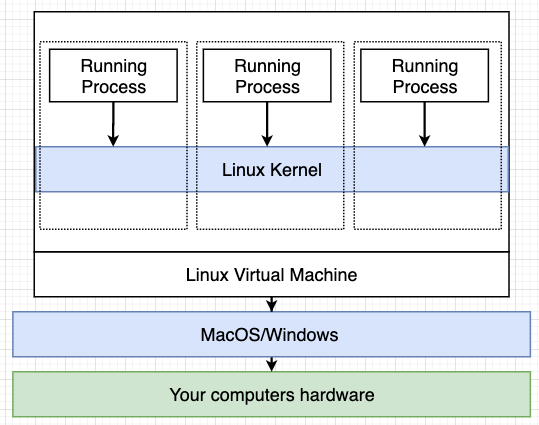 Running
Process
Running
Process
Running
Process
Linux Kernel
Linux Virtual Machine
MacOS/Windows
Your computers hardware